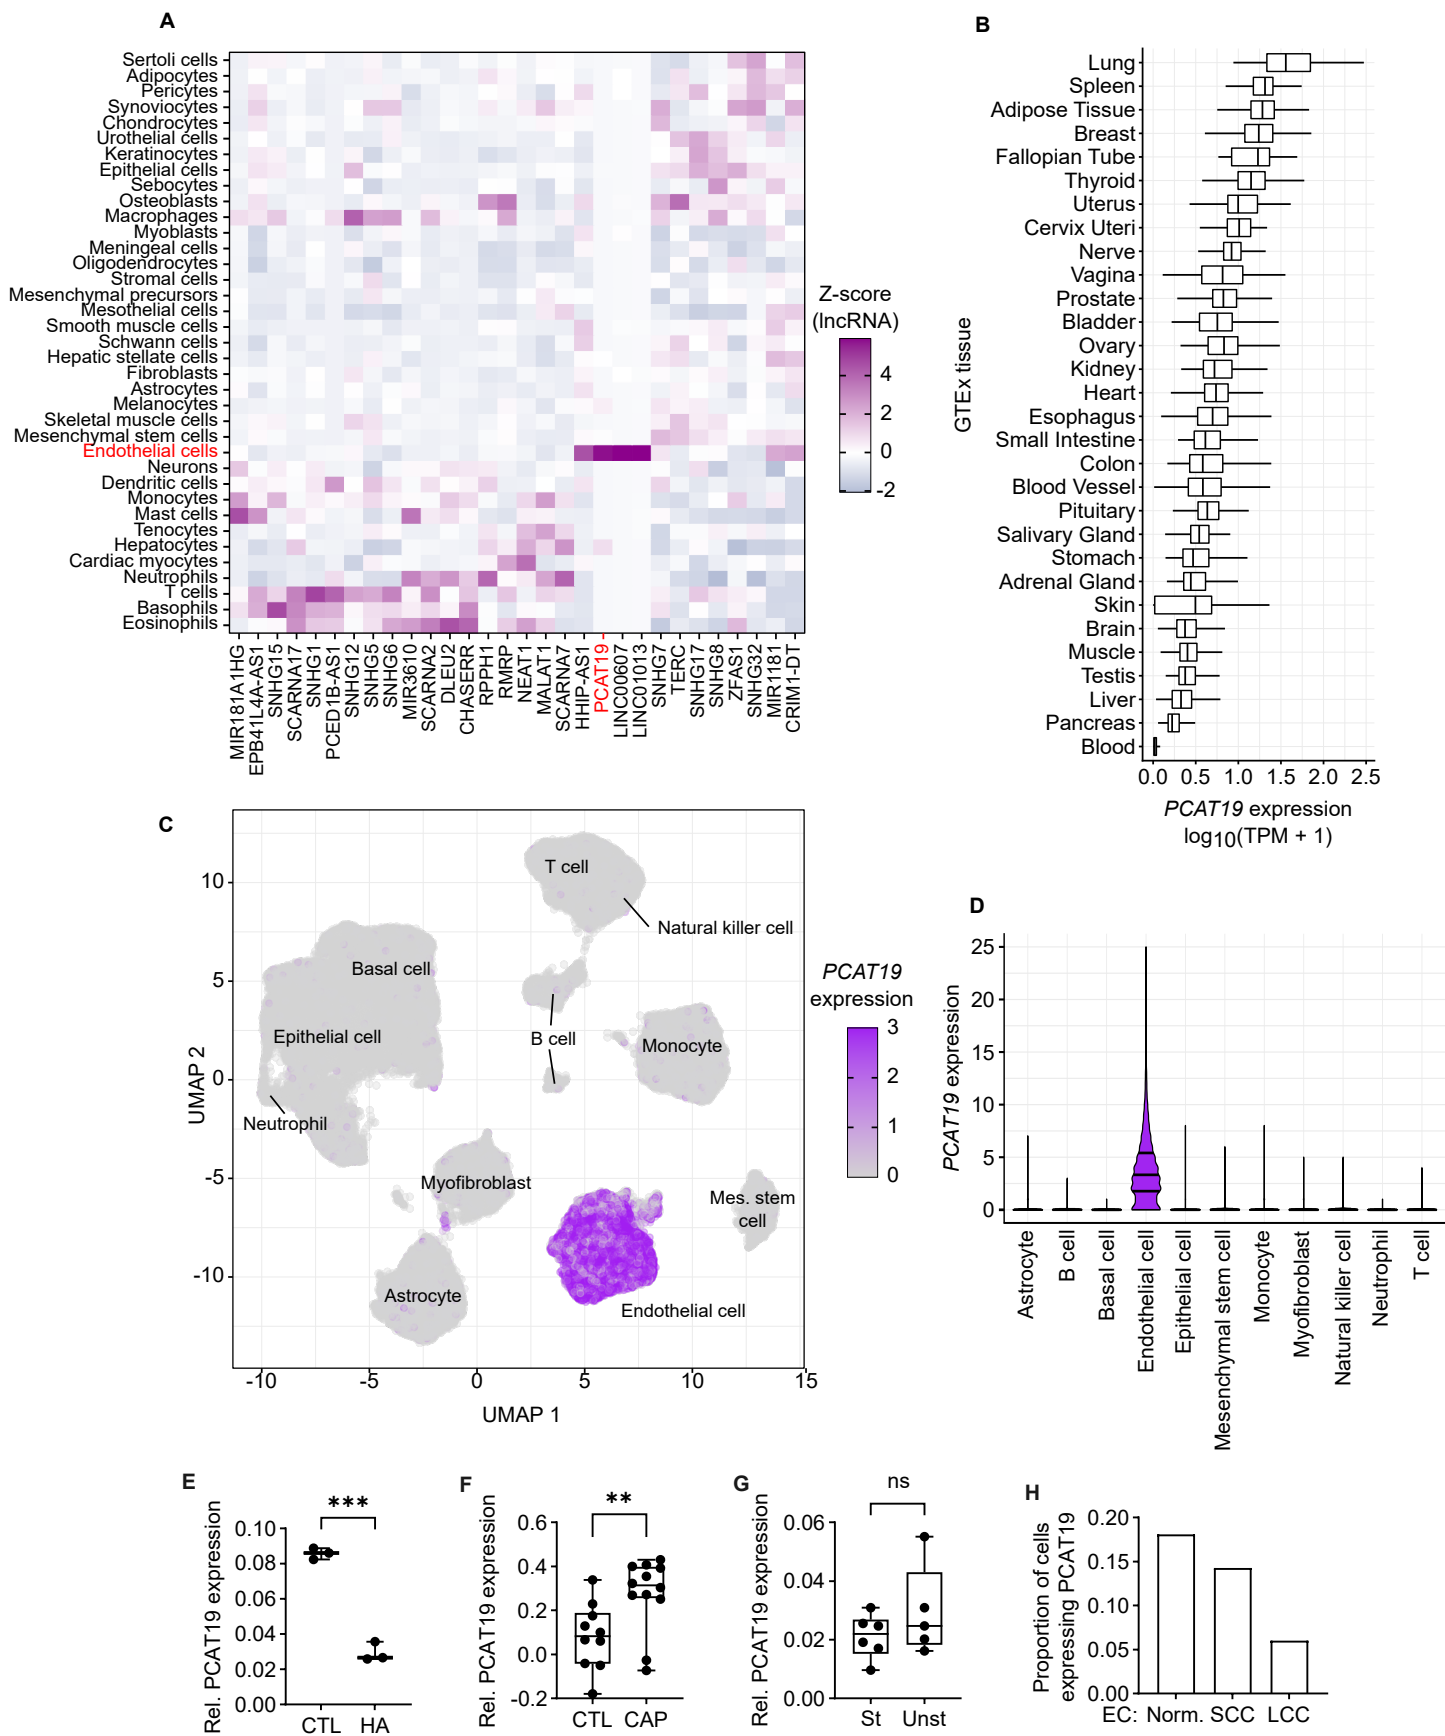 A
Sertoli cells
Adipocytes
Pericytes
Synoviocytes
Chondrocytes
Urothelial cells
Keratinocytes
Epithelial cells
Sebocytes
Osteoblasts
Macrophages
Myoblasts
Meningeal cells
Oligodendrocytes
Stromal cells
Mesenchymal precursors
Mesothelial cells
Smooth muscle cells
Schwann cells
Hepatic stellate cells
Fibroblasts
Astrocytes
Melanocytes
Skeletal muscle cells
Mesenchymal stem cells
Endothelial cells
Neurons
Dendritic cells
Monocytes
Mast cells
Tenocytes
Hepatocytes
Cardiac myocytes
Neutrophils
T cells
Basophils
Eosinophils
MIR181A1HG
EPB41L4A-AS1
SNHG15
SCARNA17
SNHG1
PCED1B-AS1
SNHG12
SNHG5
SNHG6
MIR3610
SCARNA2
DLEU2
CHASERR
RPPH1
RMRP
NEAT1
MALAT1
SCARNA7
HHIP-AS1
PCAT19
LINC00607
LINC01013
SNHG7
TERC
SNHG17
SNHG8
ZFAS1
SNHG32
MIR1181
CRIM1-DT
Z-score
(lncRNA)
4
2
0
-2
B
GTEx tissue
Lung
Spleen
Adipose Tissue
Breast
Fallopian Tube
Thyroid
Uterus
Cervix Uteri
Nerve
Vagina
Prostate
Bladder
Ovary
Kidney
Heart
Esophagus
Small Intestine
Colon
Blood Vessel
Pituitary
Salivary Gland
Stomach
Adrenal Gland
Skin
Brain
Muscle
Testis
Liver
Pancreas
Blood
0.0 0.5 1.0 1.5 2.0 2.5
PCAT19 expression
log10(TPM + 1)
C
UMAP 2
10
5
0
-5
-10
T cell
Natural killer cell
Basal cell
Epithelial cell
B cell
Monocyte
Neutrophil
Myofibroblast
Mes. stem
cell
Astrocyte
Endothelial cell
-10 -5 0 5 10 15
UMAP 1
PCAT19
expression
3
2
1
0
D
PCAT19 expression
25
20
15
10
5
0
Astrocyte
B cell
Basal cell
Endothelial cell
Epithelial cell
Mesenchymal stem cell
Monocyte
Myofibroblast
Natural killer cell
Neutrophil
T cell
E
Rel. PCAT19 expression
***
0.10
0.08
0.06
0.04
0.02
0.00
CTL HA
F
Rel. PCAT19 expression
**
0.6
0.4
0.2
0.0
-0.2
CTL CAP
G
Rel. PCAT19 expression
ns
0.06
0.04
0.02
0.00
St Unst
H
Proportion of cells
expressing PCAT19
0.20
0.15
0.10
0.05
0.00
EC: Norm. SCC LCC